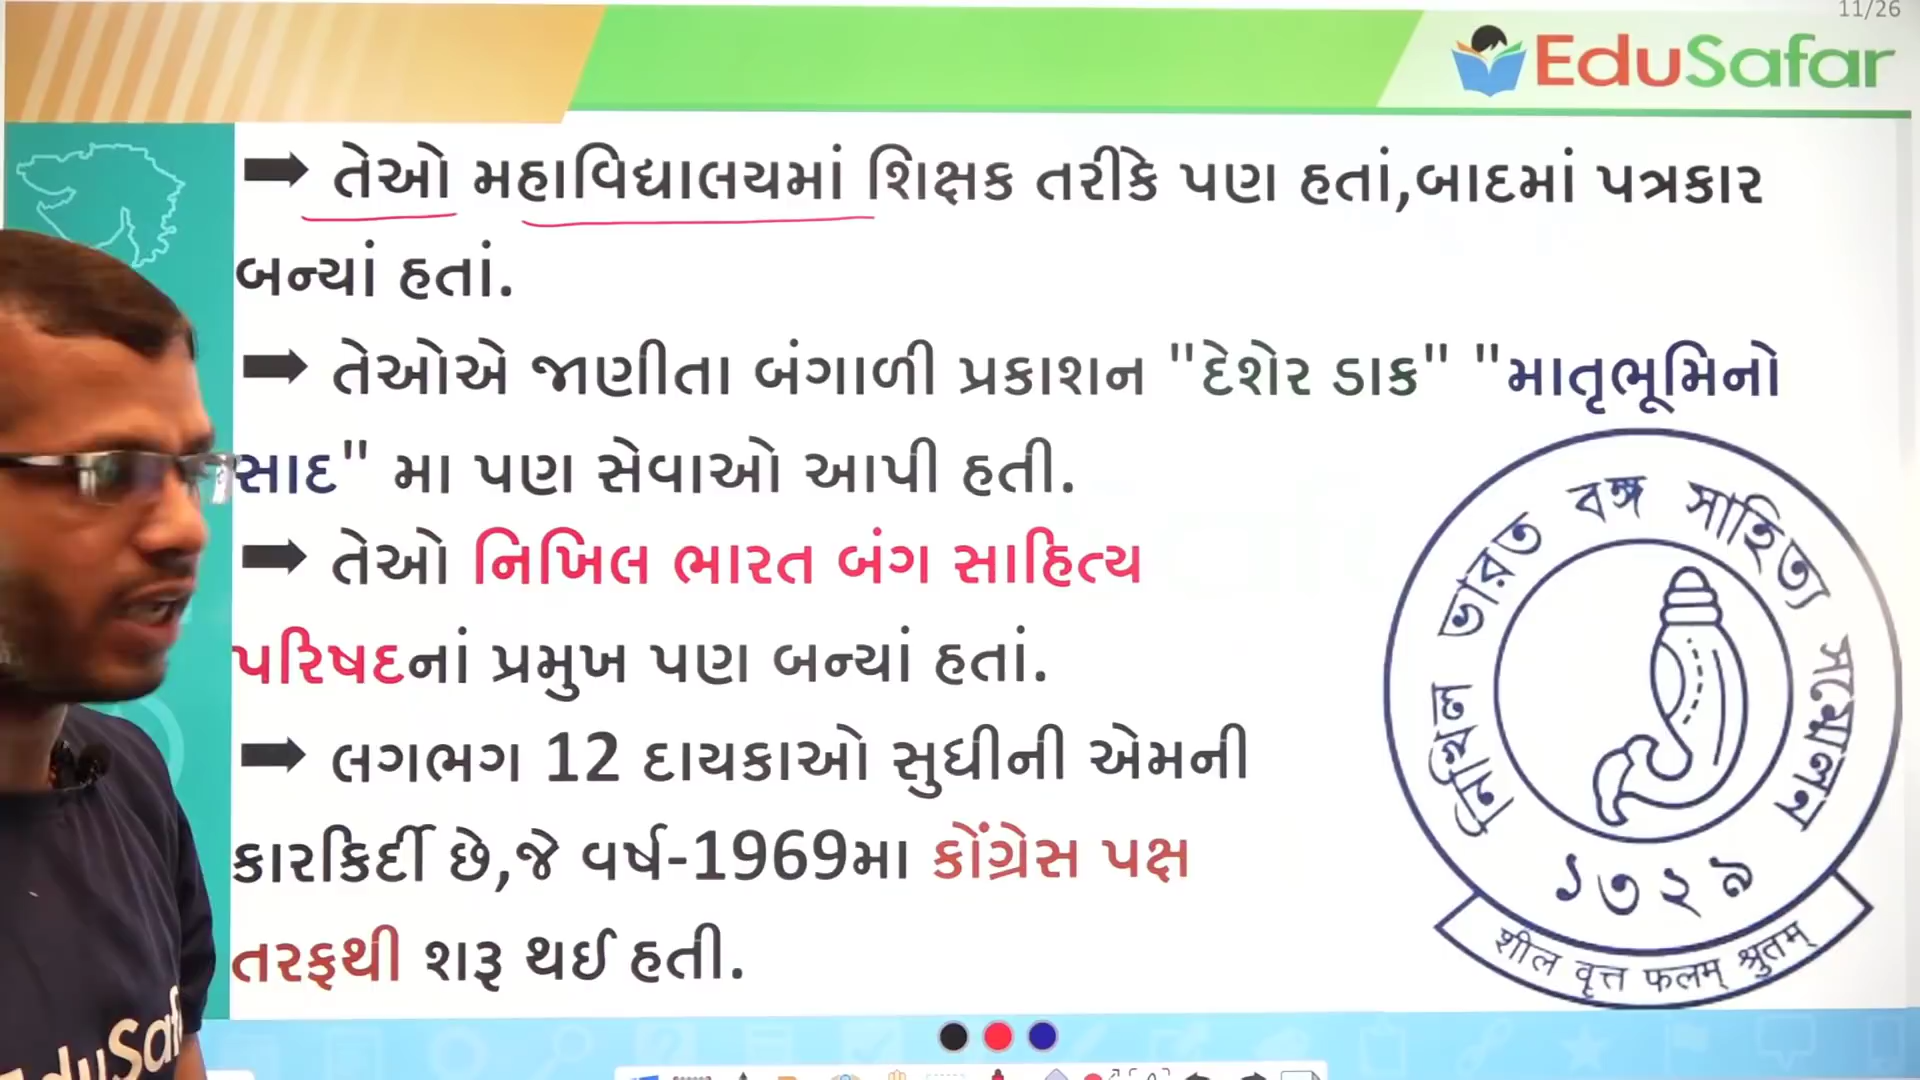 11/26
EduSafar
➡ તેઓ મહાવિદ્યાલયમાં શિક્ષક તરીકે પણ હતાં,બાદમાં પત્રકાર
બન્યાં હતાં.
➡ તેઓએ જાણીતા બંગાળી પ્રકાશન "દેશેર ડાક" "માતૃભૂમિનો
સાદ" મા પણ સેવાઓ આપી હતી.
➡ તેઓ નિખિલ ભારત બંગ સાહિત્ય
પરિષદનાં પ્રમુખ પણ બન્યાં હતાં.
➡ લગભગ 12 દાયકાઓ સુધીની એમની
કારકિર્દી છે,જે વર્ષ-1969મા કોંગ્રેસ પક્ષ
તરફથી શરૂ થઈ હતી.
নিখিল ভারত বঙ্গ সাহিত্য সম্মেলন
১৩২৯
शील वृत्त फलम् श्रुतम्
EduSaf